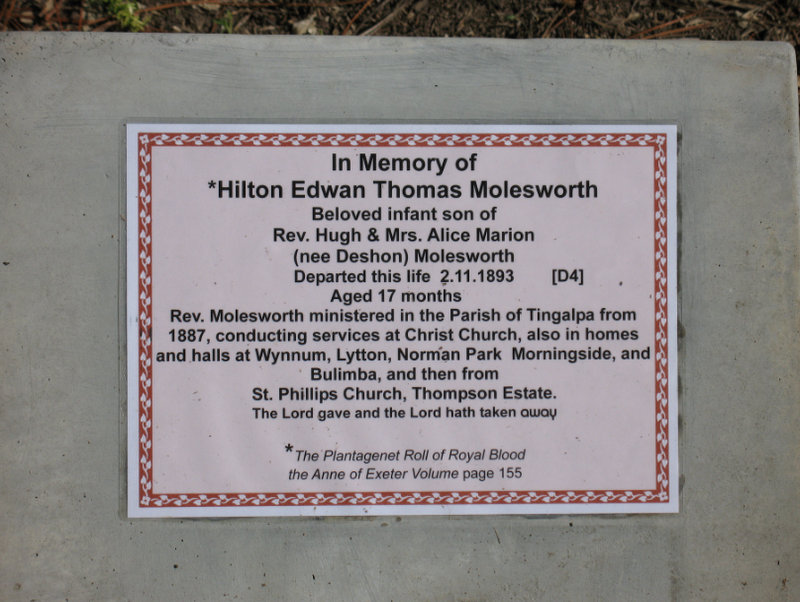 In Memory of
*Hilton Edwan Thomas Molesworth
Beloved infant son of
Rev. Hugh & Mrs. Alice Marion
(nee Deshon) Molesworth
Departed this life 2.11.1893 [D4]
Aged 17 months
Rev. Molesworth ministered in the Parish of Tingalpa from
1887, conducting services at Christ Church, also in homes
and halls at Wynnum, Lytton, Norman Park Morningside, and
Bulimba, and then from
St. Phillips Church, Thompson Estate.
The Lord gave and the Lord hath taken away
*The Plantagenet Roll of Royal Blood
the Anne of Exeter Volume page 155